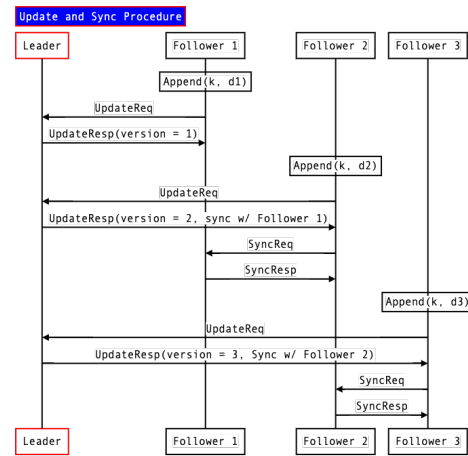 Update and Sync Procedure
Leader Follower 1 Follower 2 Follower 3
Append(k, d1)
UpdateReq
UpdateResp(version = 1)
Append(k, d2)
UpdateReq
UpdateResp(version = 2, sync w/ Follower 1)
SyncReq
SyncResp
Append(k, d3)
UpdateReq
UpdateResp(version = 3, Sync w/ Follower 2)
SyncReq
SyncResp
Leader Follower 1 Follower 2 Follower 3